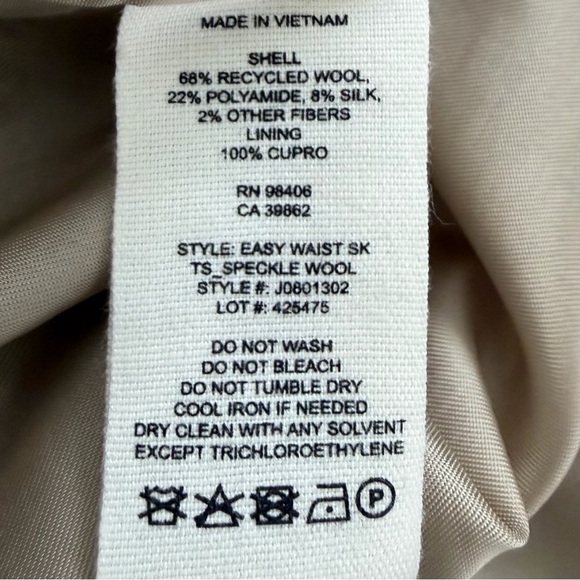 MADE IN VIETNAM
SHELL
68% RECYCLED WOOL,
22% POLYAMIDE, 8% SILK,
2% OTHER FIBERS
LINING
100% CUPRO
RN 98406
CA 39862
STYLE: EASY WAIST SK
TS_SPECKLE WOOL
STYLE #: J0801302
LOT #: 425475
DO NOT WASH
DO NOT BLEACH
DO NOT TUMBLE DRY
COOL IRON IF NEEDED
DRY CLEAN WITH ANY SOLVENT
EXCEPT TRICHLOROETHYLENE
P